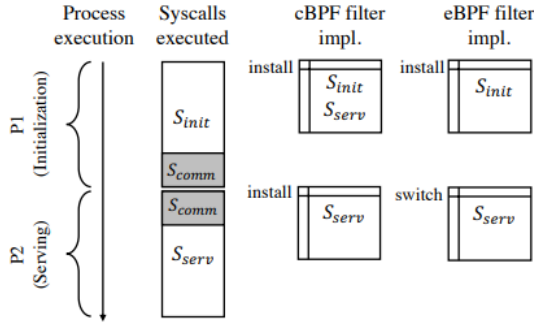 Process execution
Syscalls executed
cBPF filter impl.
eBPF filter impl.
P1 (Initialization)
S_init
S_comm
install
S_init
S_serv
install
S_init
P2 (Serving)
S_comm
S_serv
install
S_serv
switch
S_serv